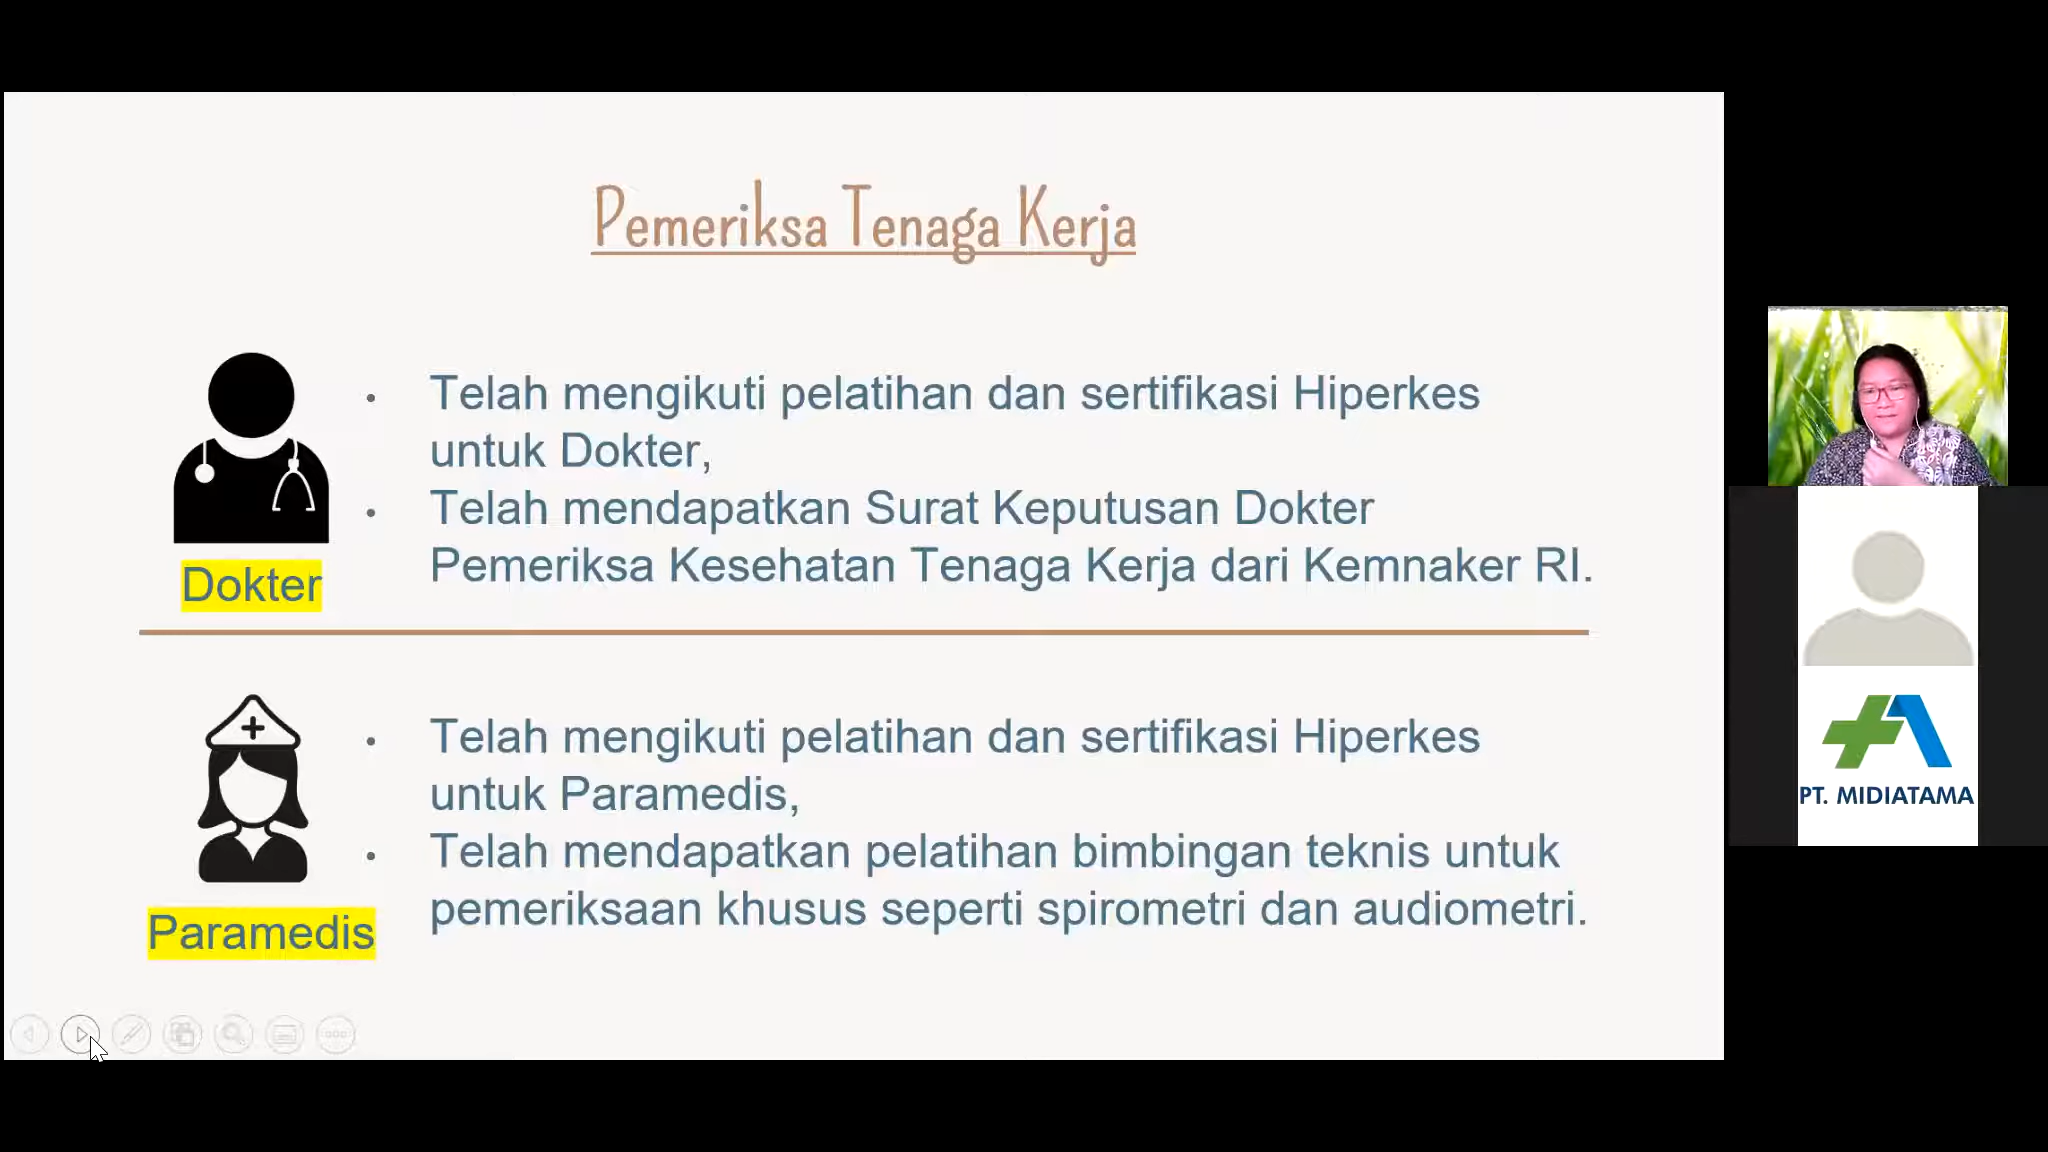 Pemeriksa Tenaga Kerja
• Telah mengikuti pelatihan dan sertifikasi Hiperkes
untuk Dokter,
• Telah mendapatkan Surat Keputusan Dokter
Pemeriksa Kesehatan Tenaga Kerja dari Kemnaker RI.
Dokter
• Telah mengikuti pelatihan dan sertifikasi Hiperkes
untuk Paramedis,
• Telah mendapatkan pelatihan bimbingan teknis untuk
pemeriksaan khusus seperti spirometri dan audiometri.
Paramedis
PT. MIDIATAMA